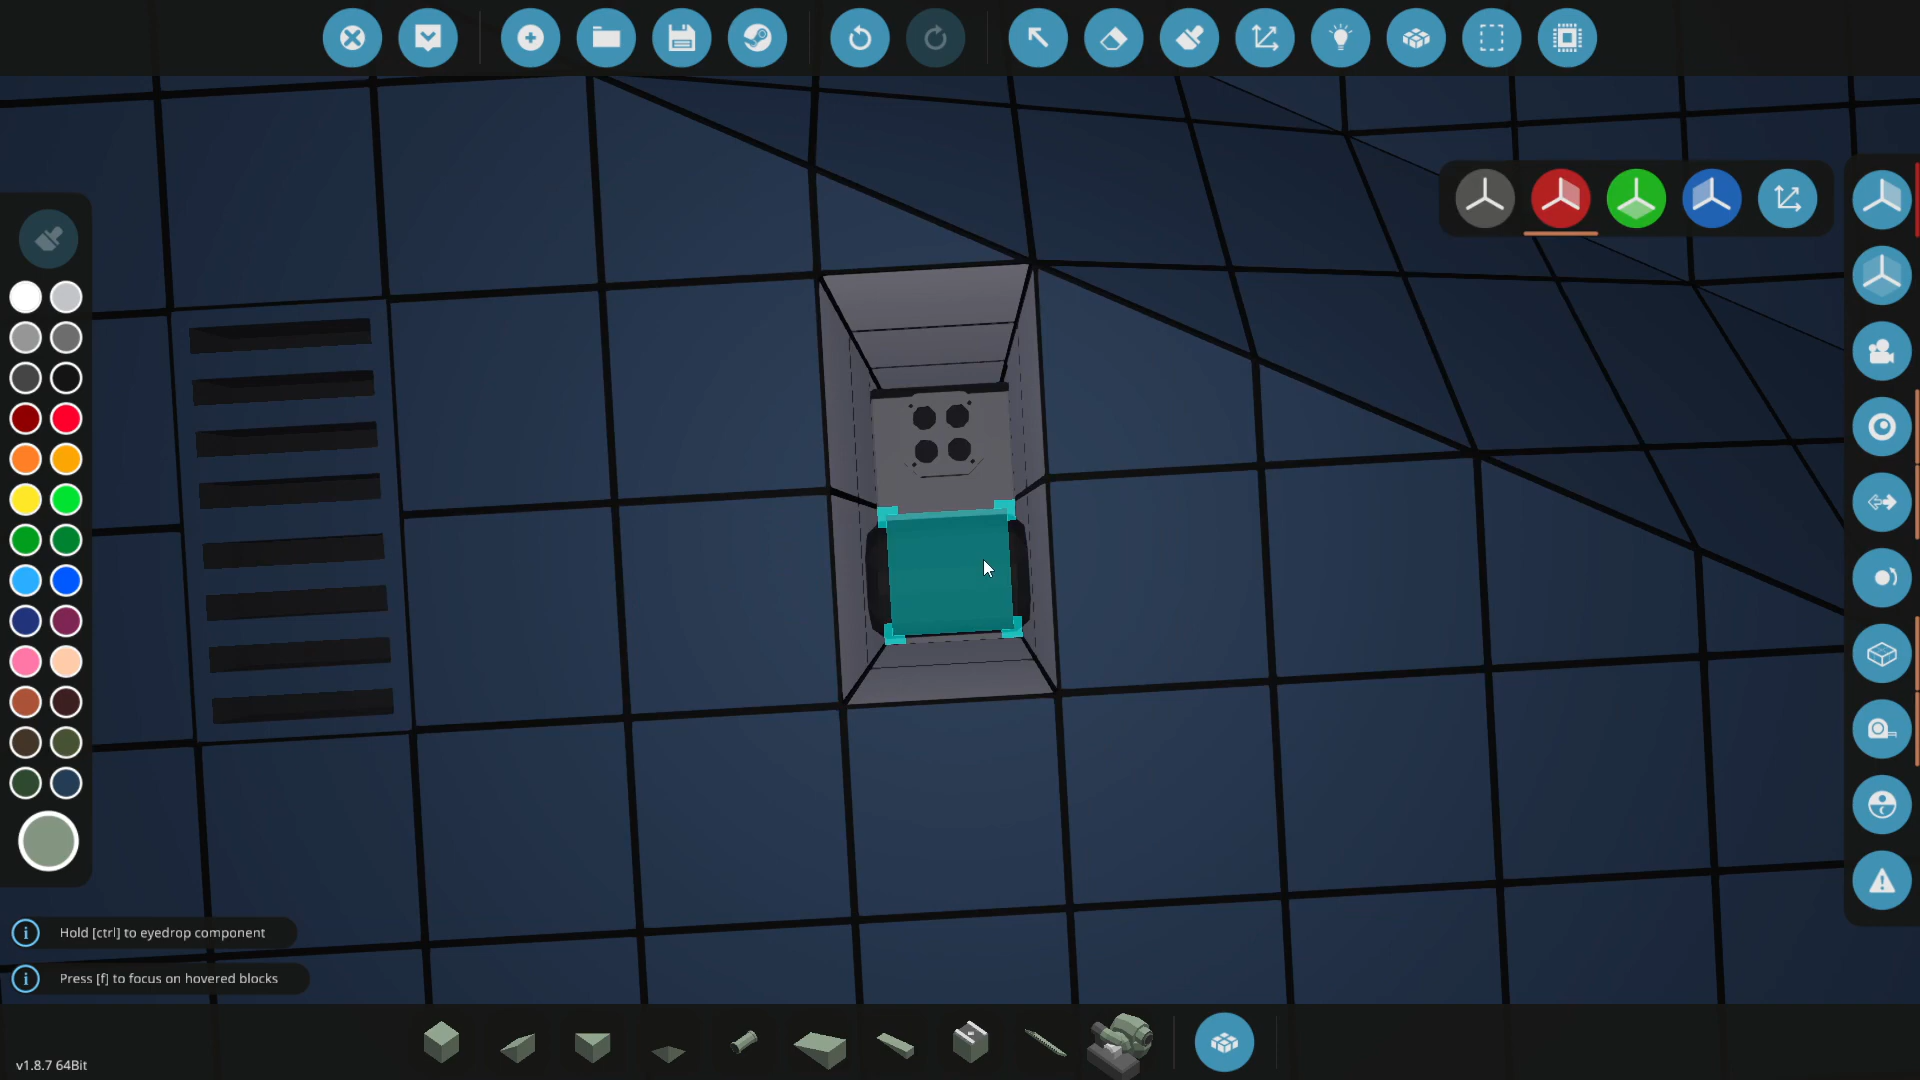 Hold [ctrl] to eyedrop component
Press [f] to focus on hovered blocks
v1.8.7 64Bit